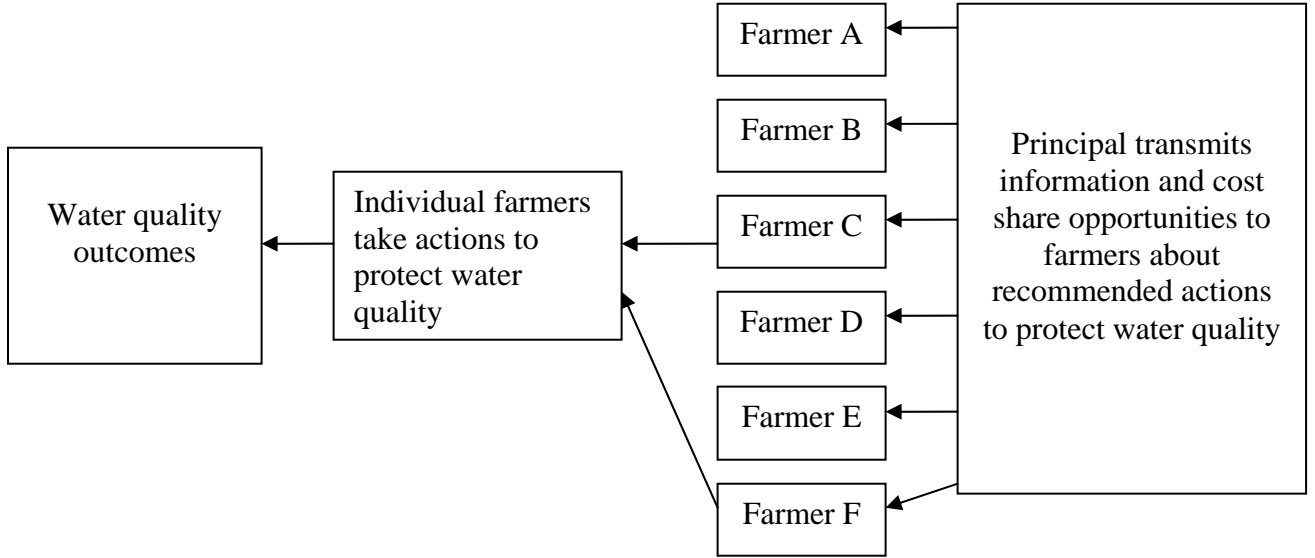 Water quality
outcomes
Individual farmers
take actions to
protect water
quality
Farmer A
Farmer B
Farmer C
Farmer D
Farmer E
Farmer F
Principal transmits
information and cost
share opportunities to
farmers about
recommended actions
to protect water quality